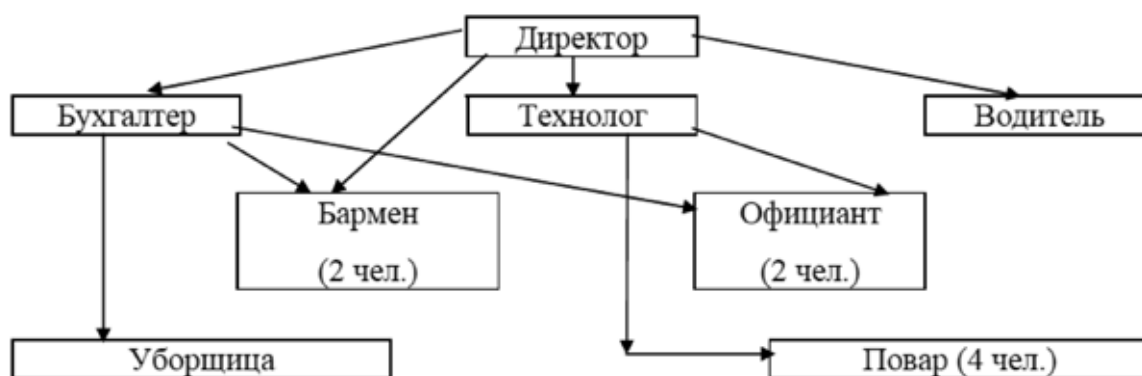 Директор
Бухгалтер
Технолог
Водитель
Бармен
(2 чел.)
Официант
(2 чел.)
Уборщица
Повар (4 чел.)